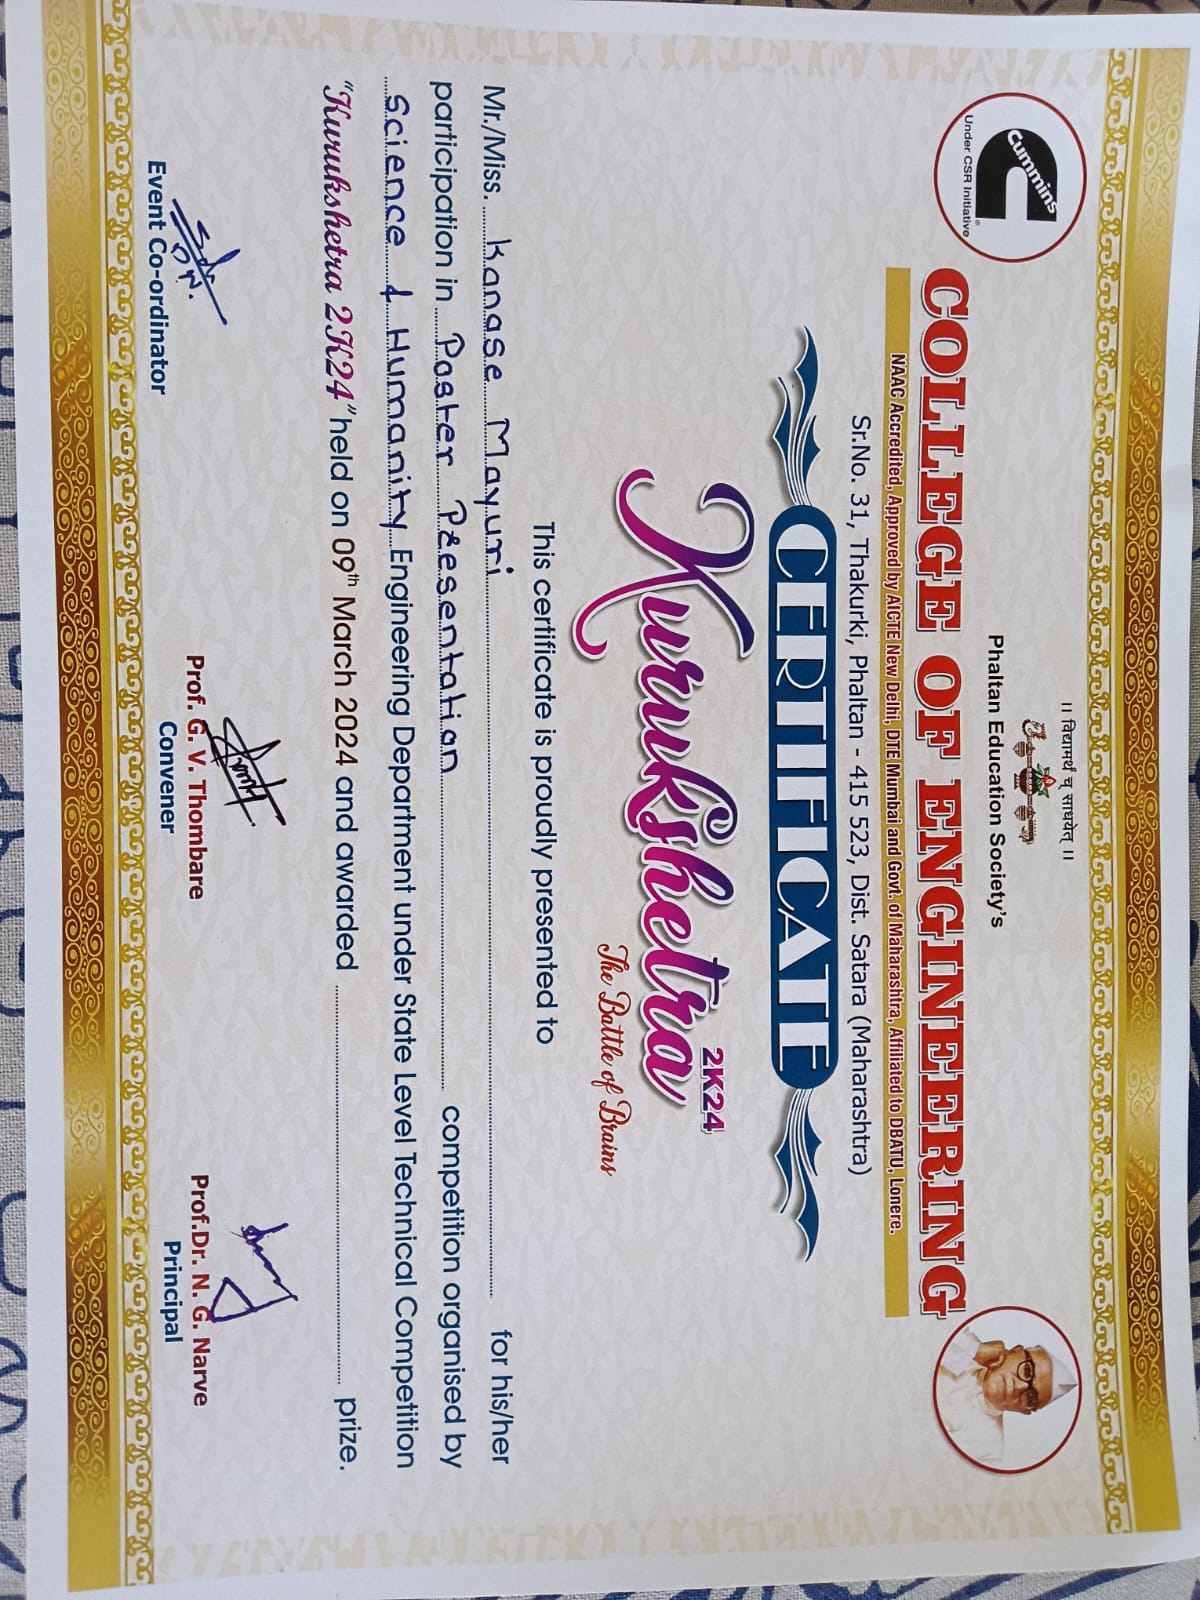 ।। विद्यामर्थं च साधयेत् ।।
Cummins
Under CSR Initiative
Phaltan Education Society's
COLLEGE OF ENGINEERING
NAAC Accredited, Approved by AICTE New Delhi, DTE Mumbai and Govt. of Maharashtra, Affiliated to DBATU, Lonere.
Sr.No. 31, Thakurki, Phaltan - 415 523, Dist. Satara (Maharashtra)
CERTIFICATE
Kurukshetra 2K24
The Battle of Brains
This certificate is proudly presented to
Mr./Miss. Kanase Mayuri for his/her
participation in Poster Presentation competition organised by
Science & Humanity Engineering Department under State Level Technical Competition
"Kurukshetra 2K24" held on 09th March 2024 and awarded prize.
Event Co-ordinator
Prof. G. V. Thombare
Convener
Prof.Dr. N. G. Narve
Principal